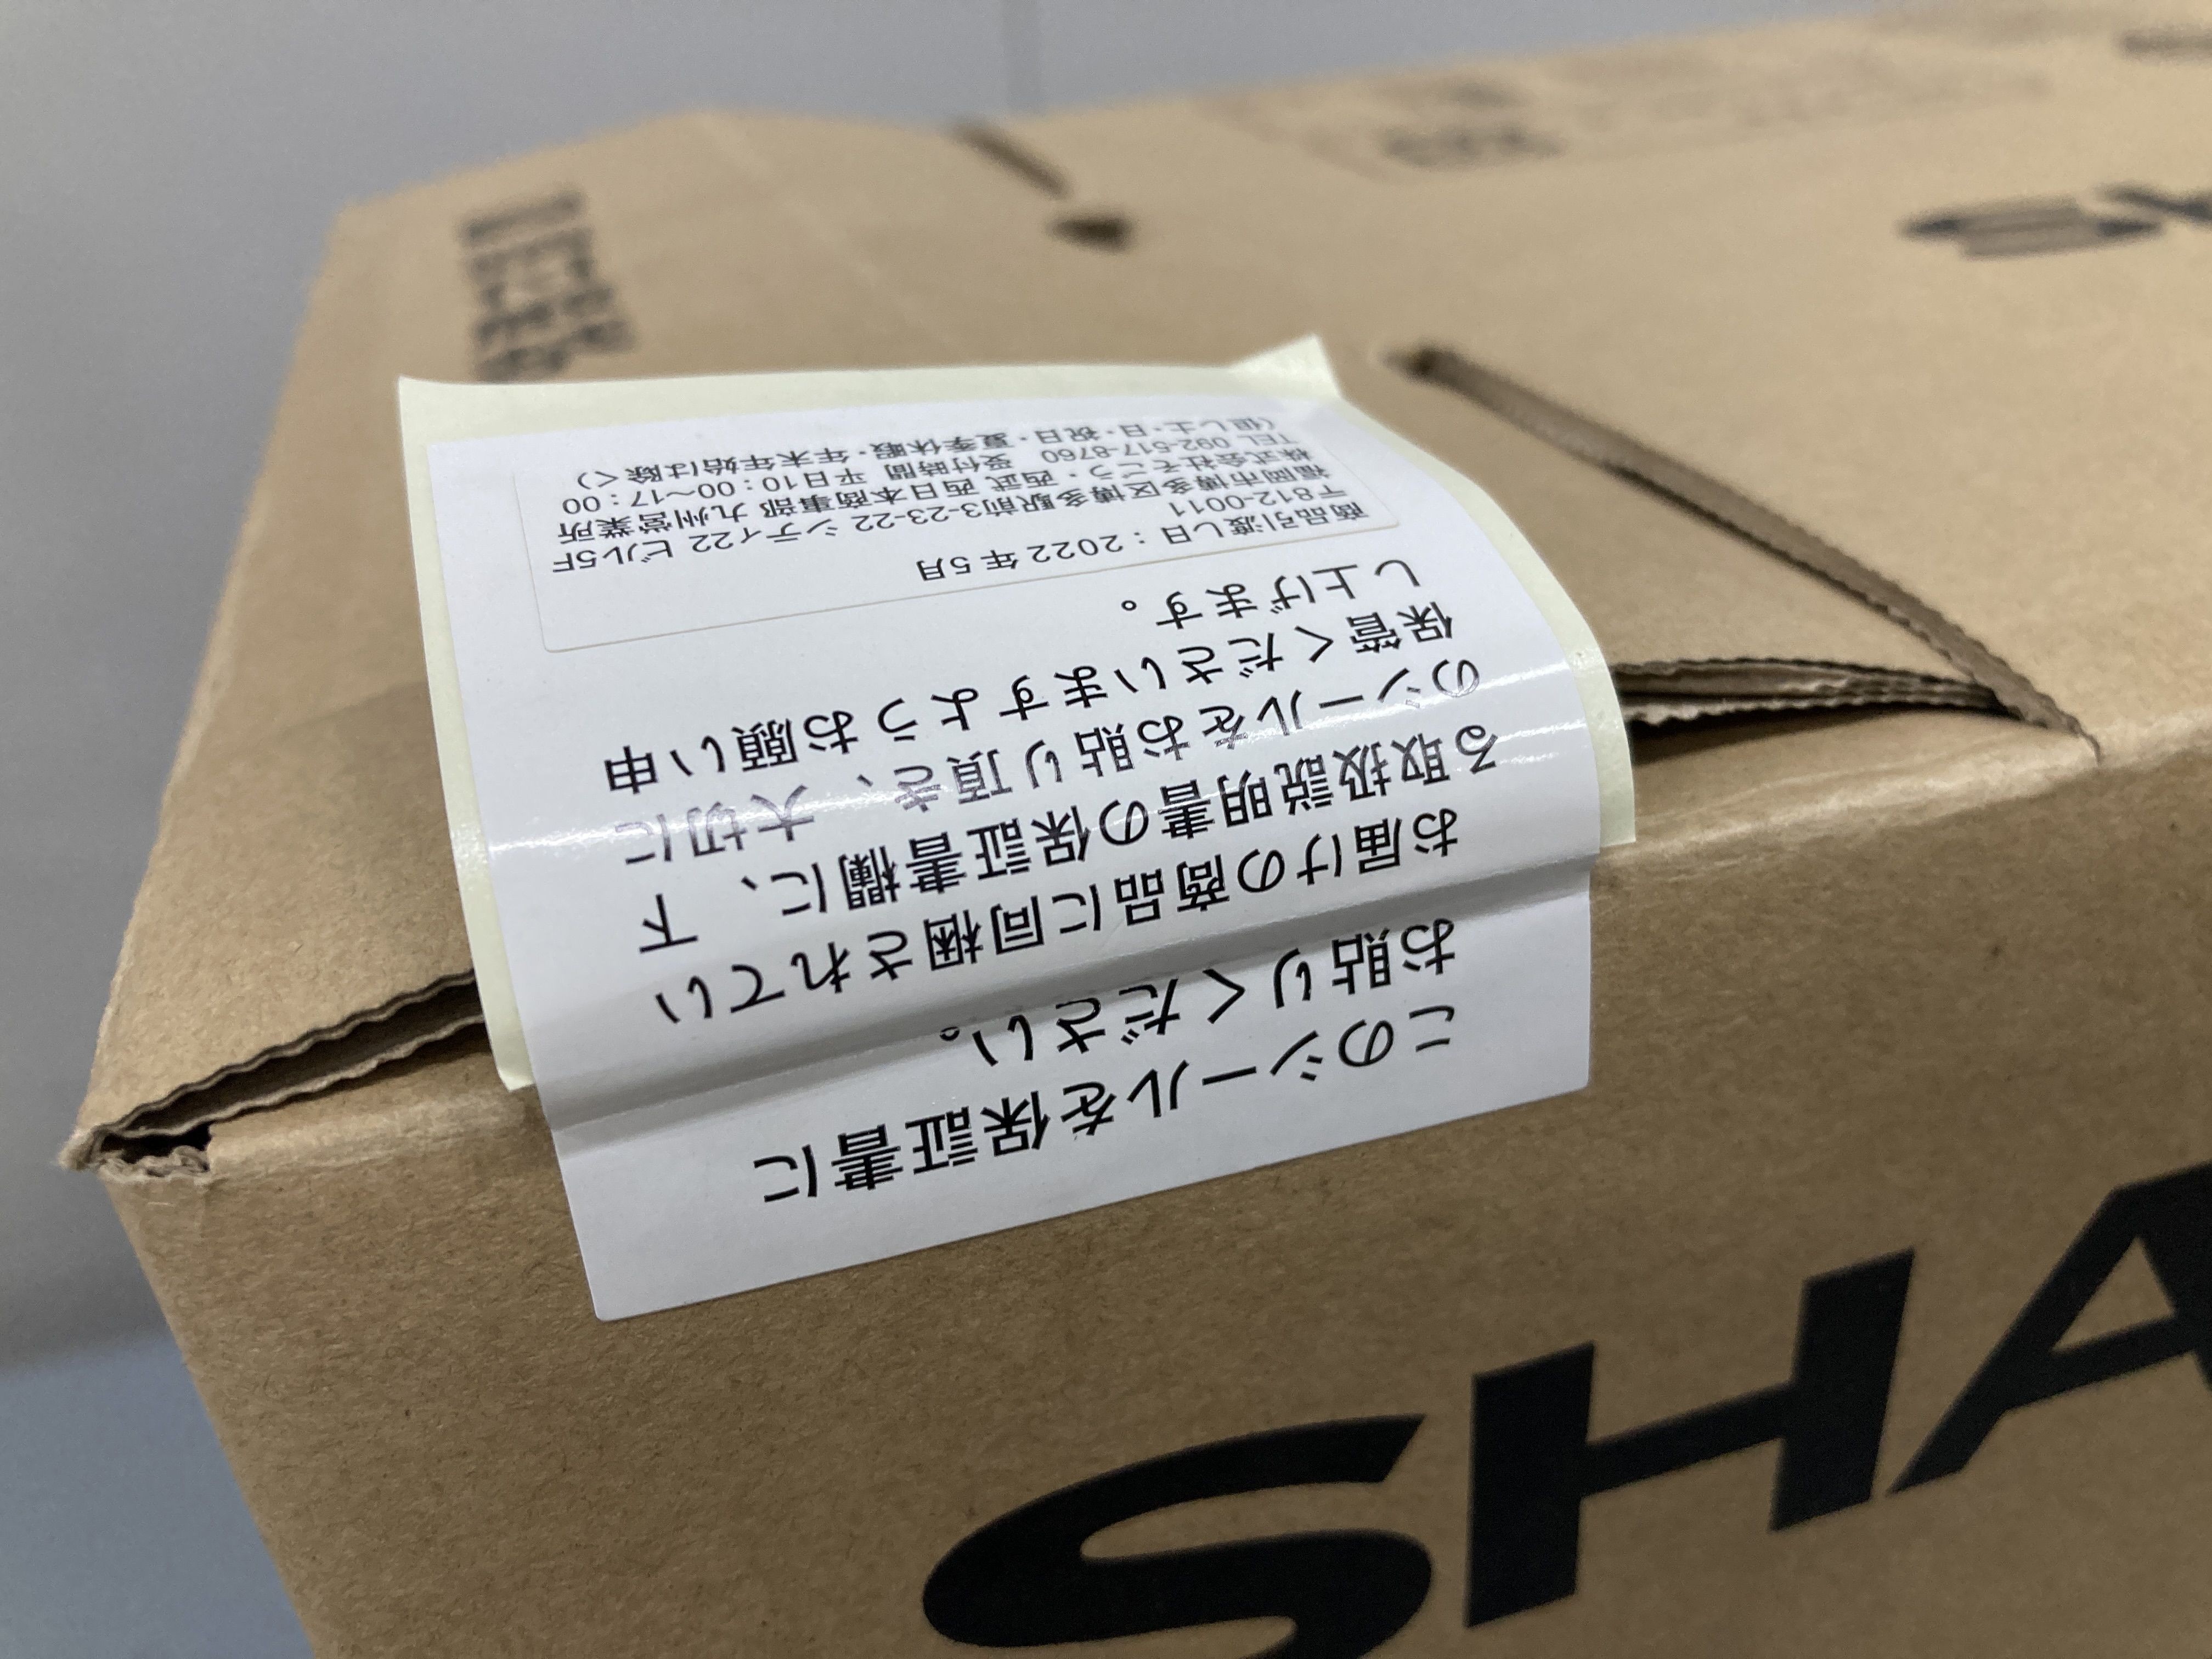 このシールを保証書に
お貼りください。
お届けの商品に同梱されてい
る取扱説明書の保証書欄に、下
のシールをお貼り頂き、大切に
保管くださいますようお願い申
し上げます。
商品引渡し日：2022年5月
〒812-0011
福岡市博多区博多駅前3-23-22 シティ22 ビル5F
株式会社そごう・西武 西日本商事部 九州営業所
TEL 092-517-8760 受付時間 平日10：00～17：00
(但し土・日・祝日・夏季休暇・年末年始は除く)
SHA